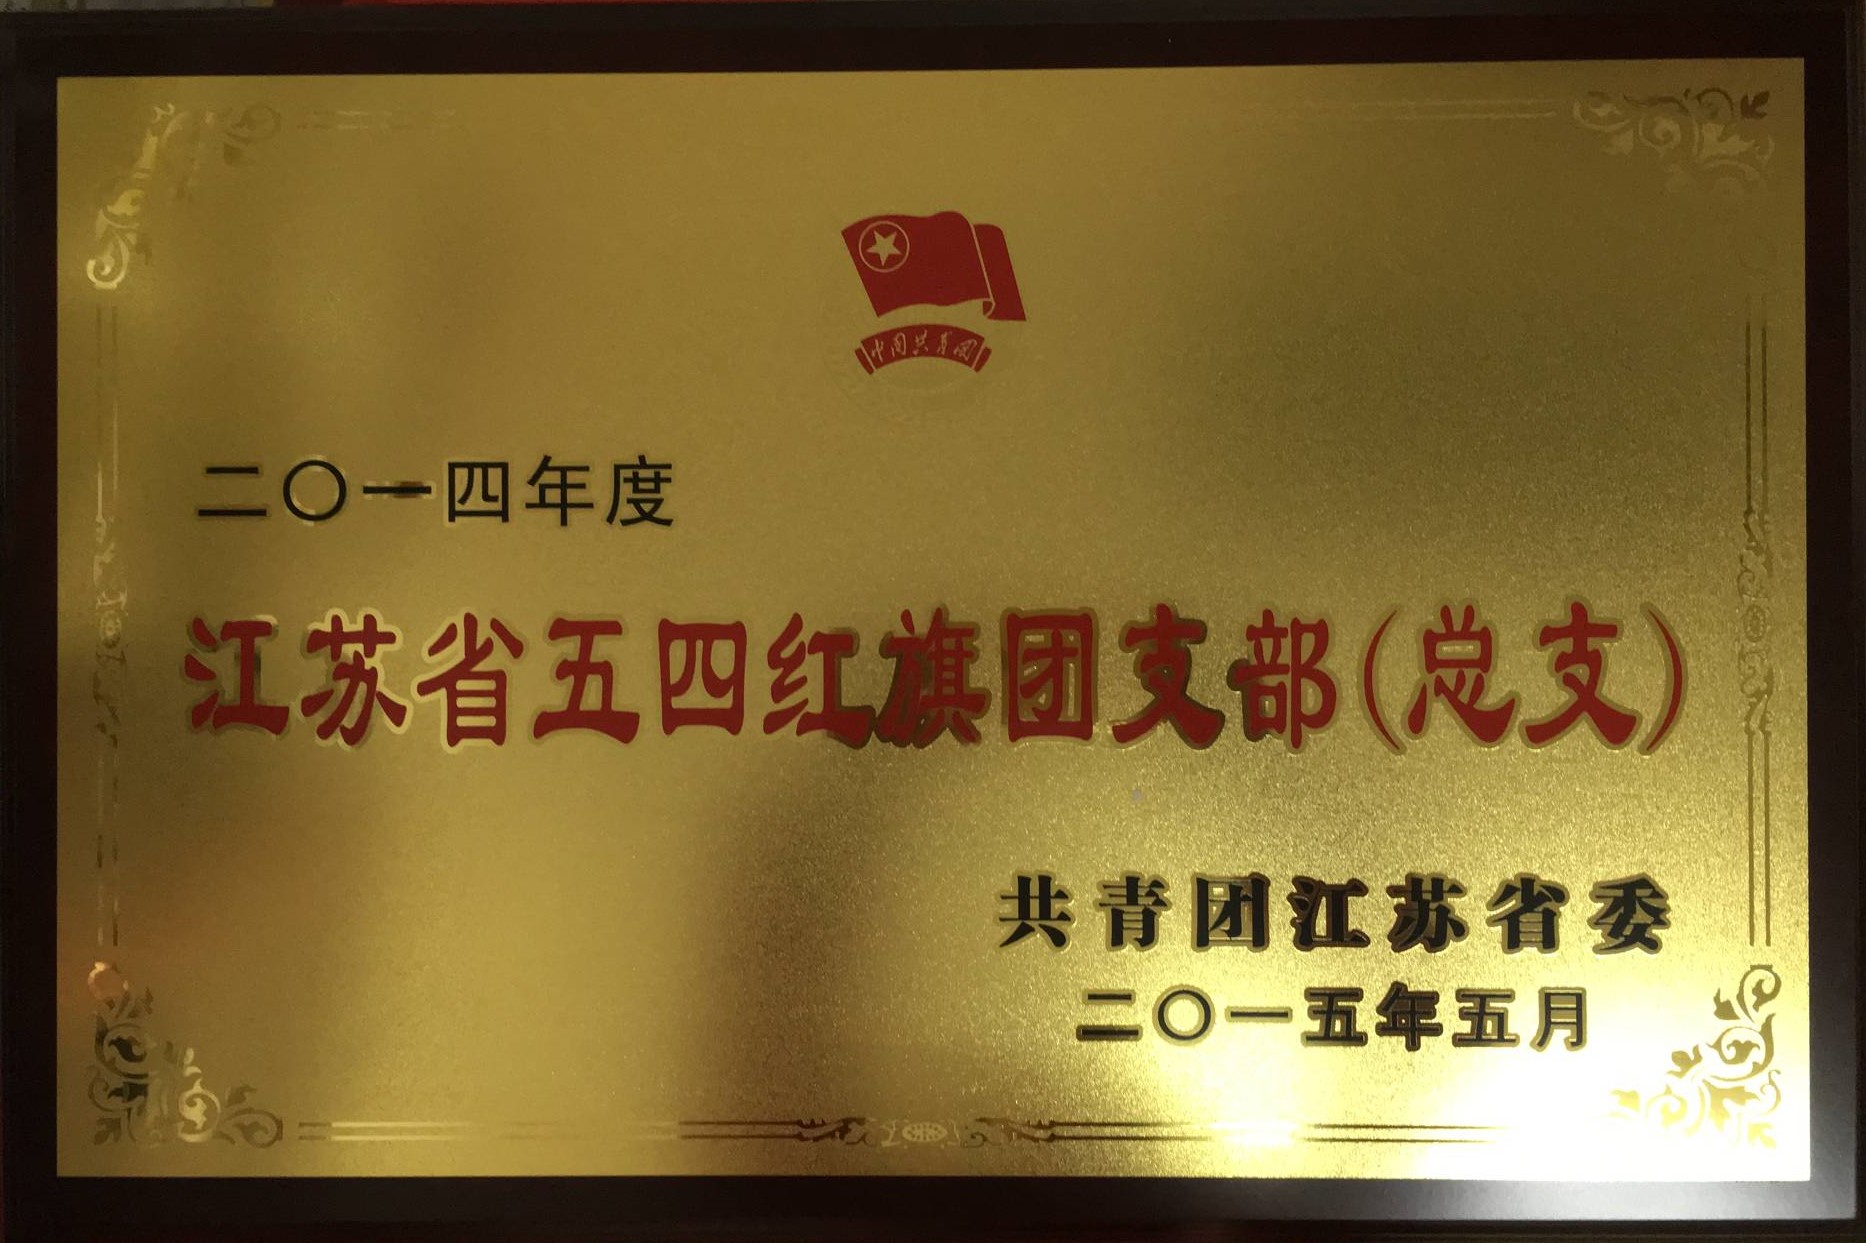 中国共青团
二〇一四年度
江苏省五四红旗团支部(总支)
共青团江苏省委
二〇一五年五月